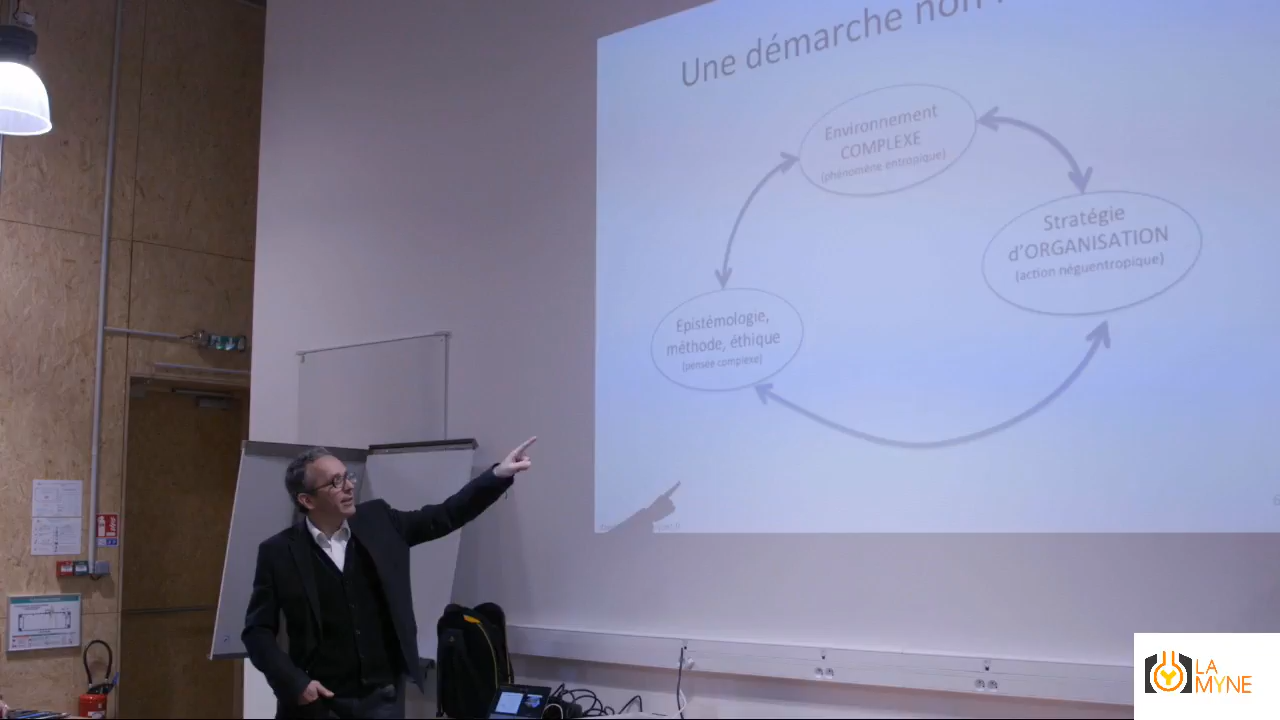 Une démarche non
Environnement
COMPLEXE
(phénomène entropique)
Stratégie
d'ORGANISATION
(action néguentropique)
Epistémologie,
méthode, éthique
(pensée complexe)
LA
MYNE